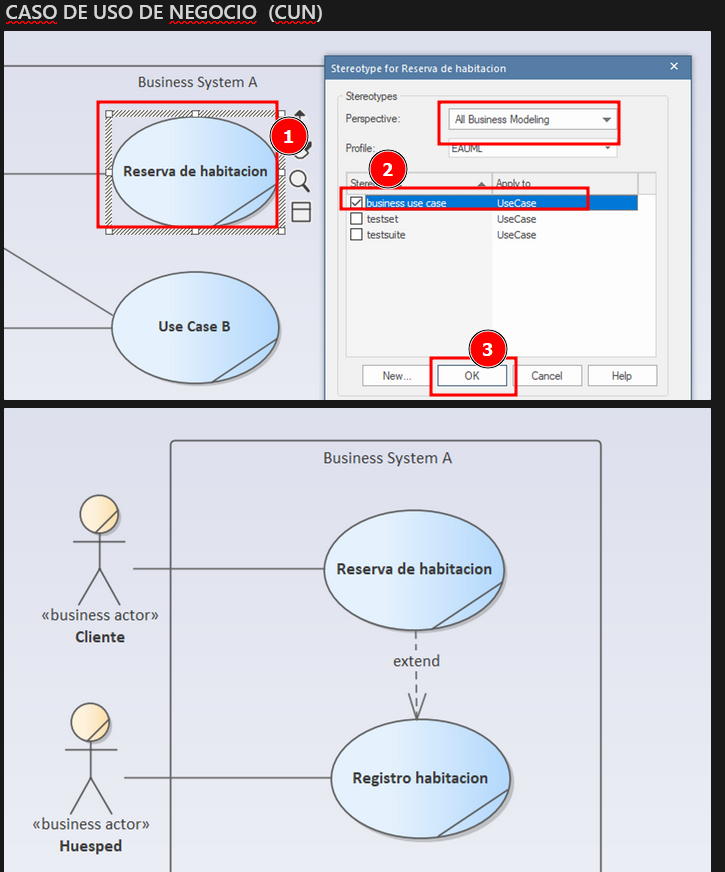 CASO DE USO DE NEGOCIO (CUN)
Business System A
Reserva de habitacion
Use Case B
1
Stereotype for Reserva de habitacion
Stereotypes
Perspective: All Business Modeling
Profile: EAUML
2
Apply to
business use case UseCase
testset UseCase
testsuite UseCase
3
New... OK Cancel Help
Business System A
Reserva de habitacion
«business actor»
Cliente
extend
Registro habitacion
«business actor»
Huesped